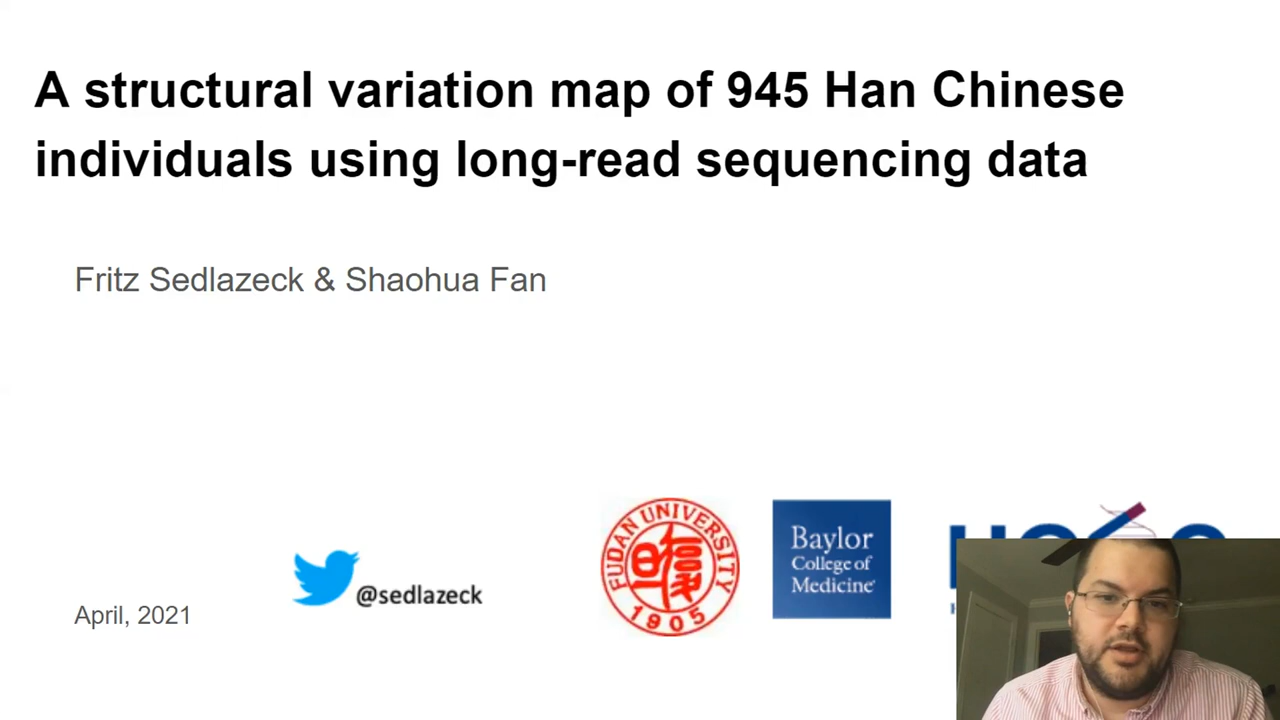 A structural variation map of 945 Han Chinese
individuals using long-read sequencing data
Fritz Sedlazeck & Shaohua Fan
April, 2021
@sedlazeck
FUDAN UNIVERSITY
1905
Baylor
College of
Medicine